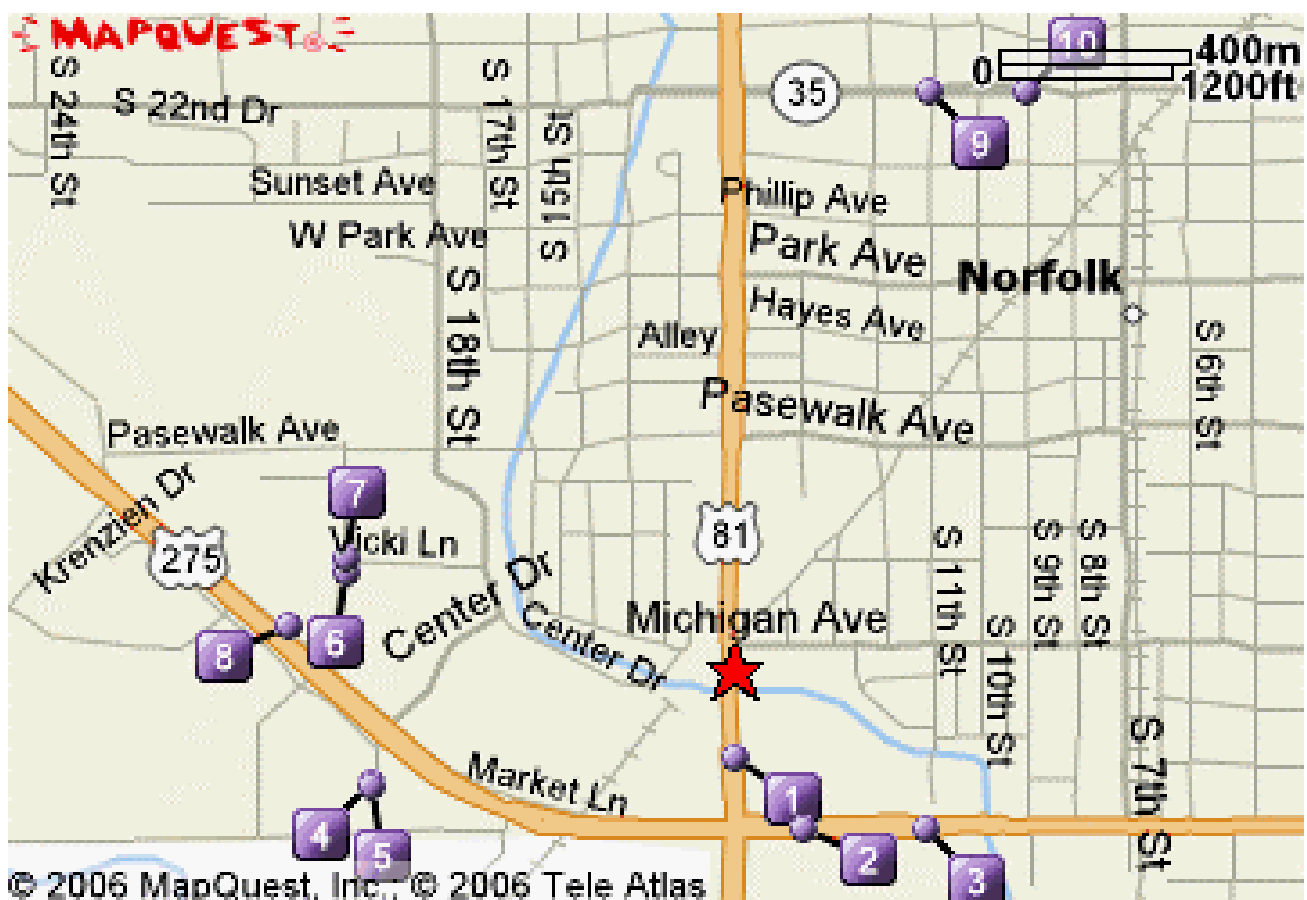 MAPQUEST®
10
400m
0
1200ft
35
S 24th St
S 22nd Dr
S 17th St
S 15th St
9
Sunset Ave
Phillip Ave
W Park Ave
Park Ave
Norfolk
S 18th St
Hayes Ave
Alley
S 6th St
Pasewalk Ave
Pasewalk Ave
Krenzien Dr
7
275
Vicki Ln
81
S 11th St
S 9th St
S 8th St
Center Dr
Center Dr
Michigan Ave
S 10th St
8
6
S 7th St
Market Ln
1
4
5
2
3
© 2006 MapQuest, Inc.; © 2006 Tele Atlas